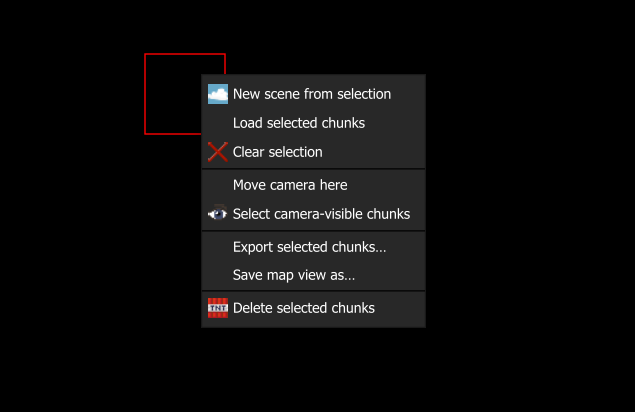 New scene from selection
Load selected chunks
Clear selection
Move camera here
Select camera-visible chunks
Export selected chunks...
Save map view as...
TNT Delete selected chunks